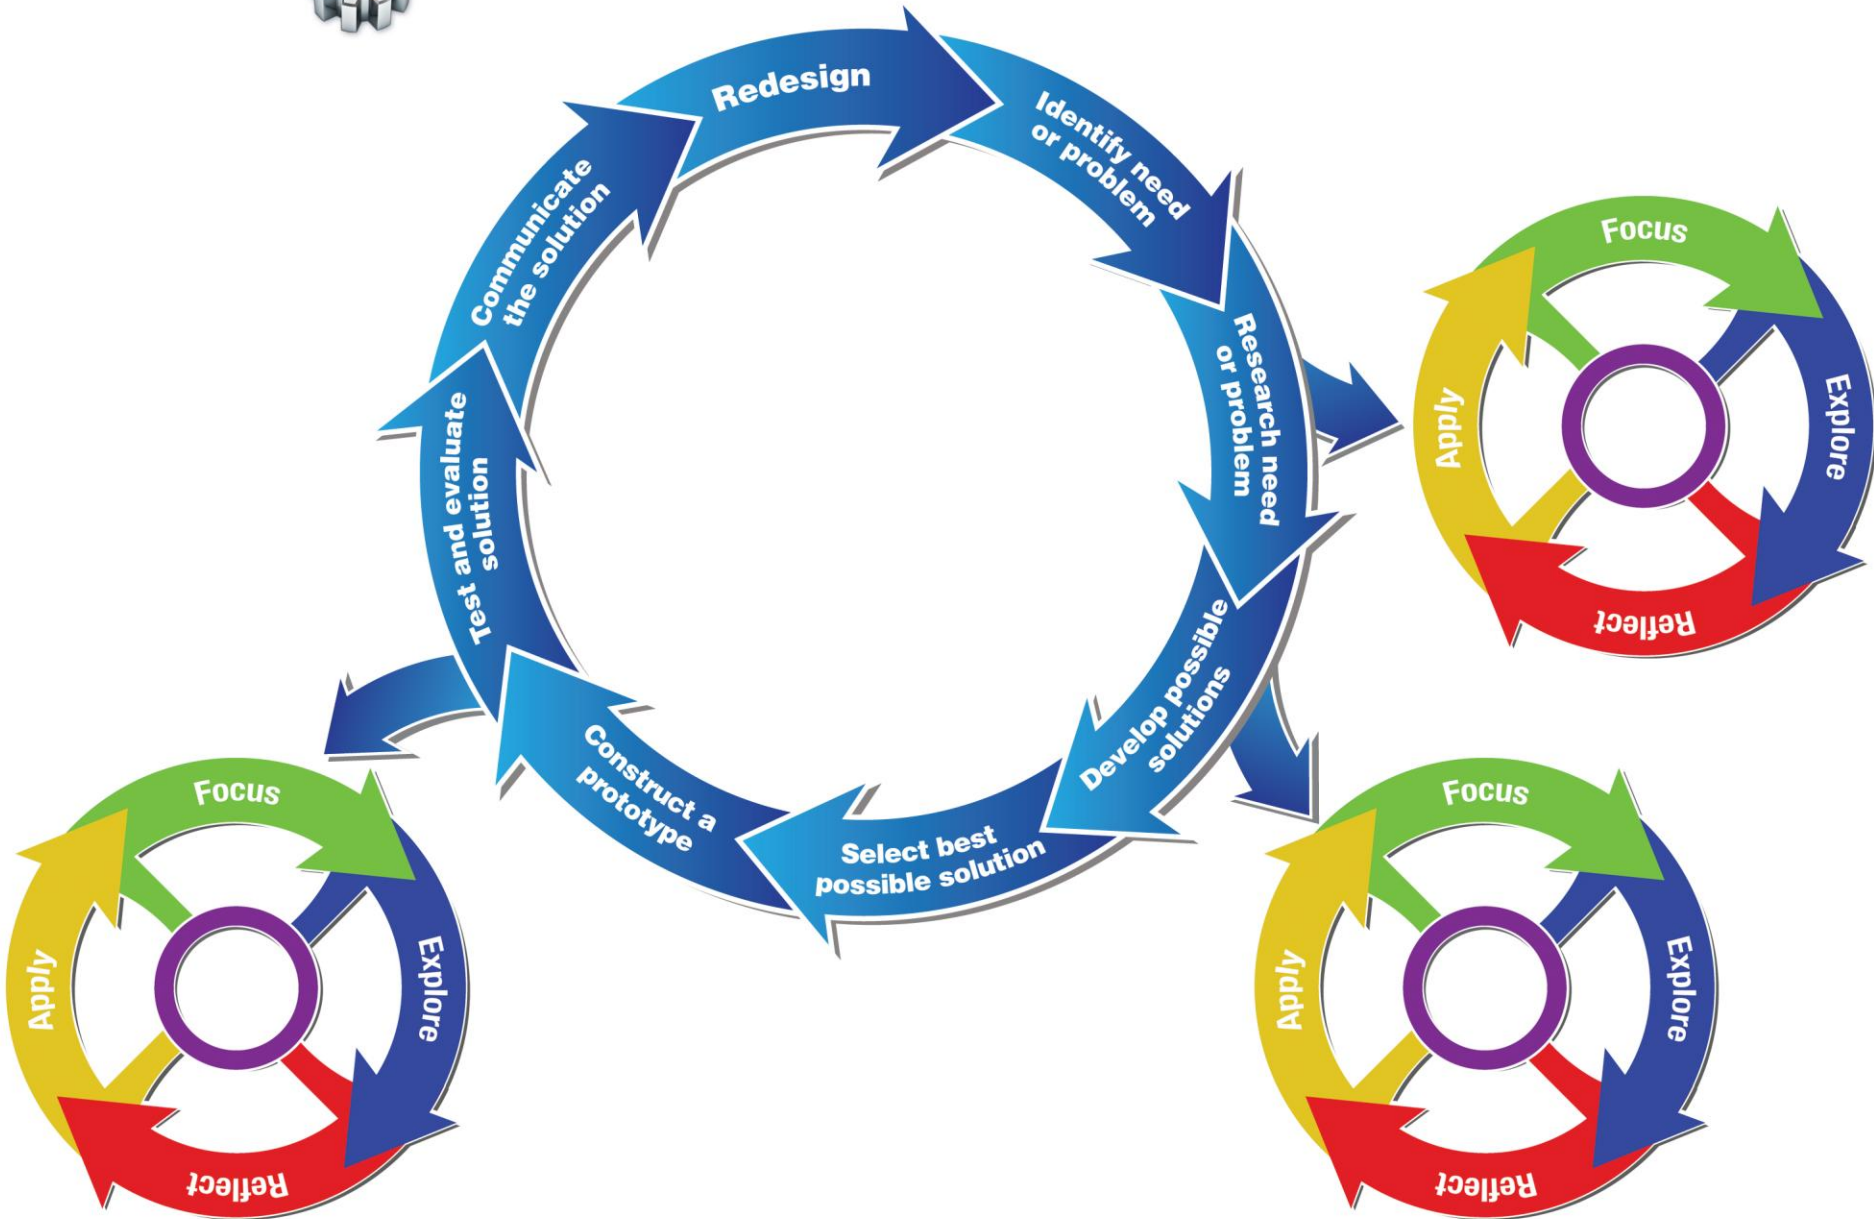 Redesign
Identify need
or problem
Research need
or problem
Develop possible
solutions
Select best
possible solution
Construct a
prototype
Test and evaluate
solution
Communicate
the solution
Focus
Explore
Reflect
Apply
Focus
Explore
Reflect
Apply
Focus
Explore
Reflect
Apply